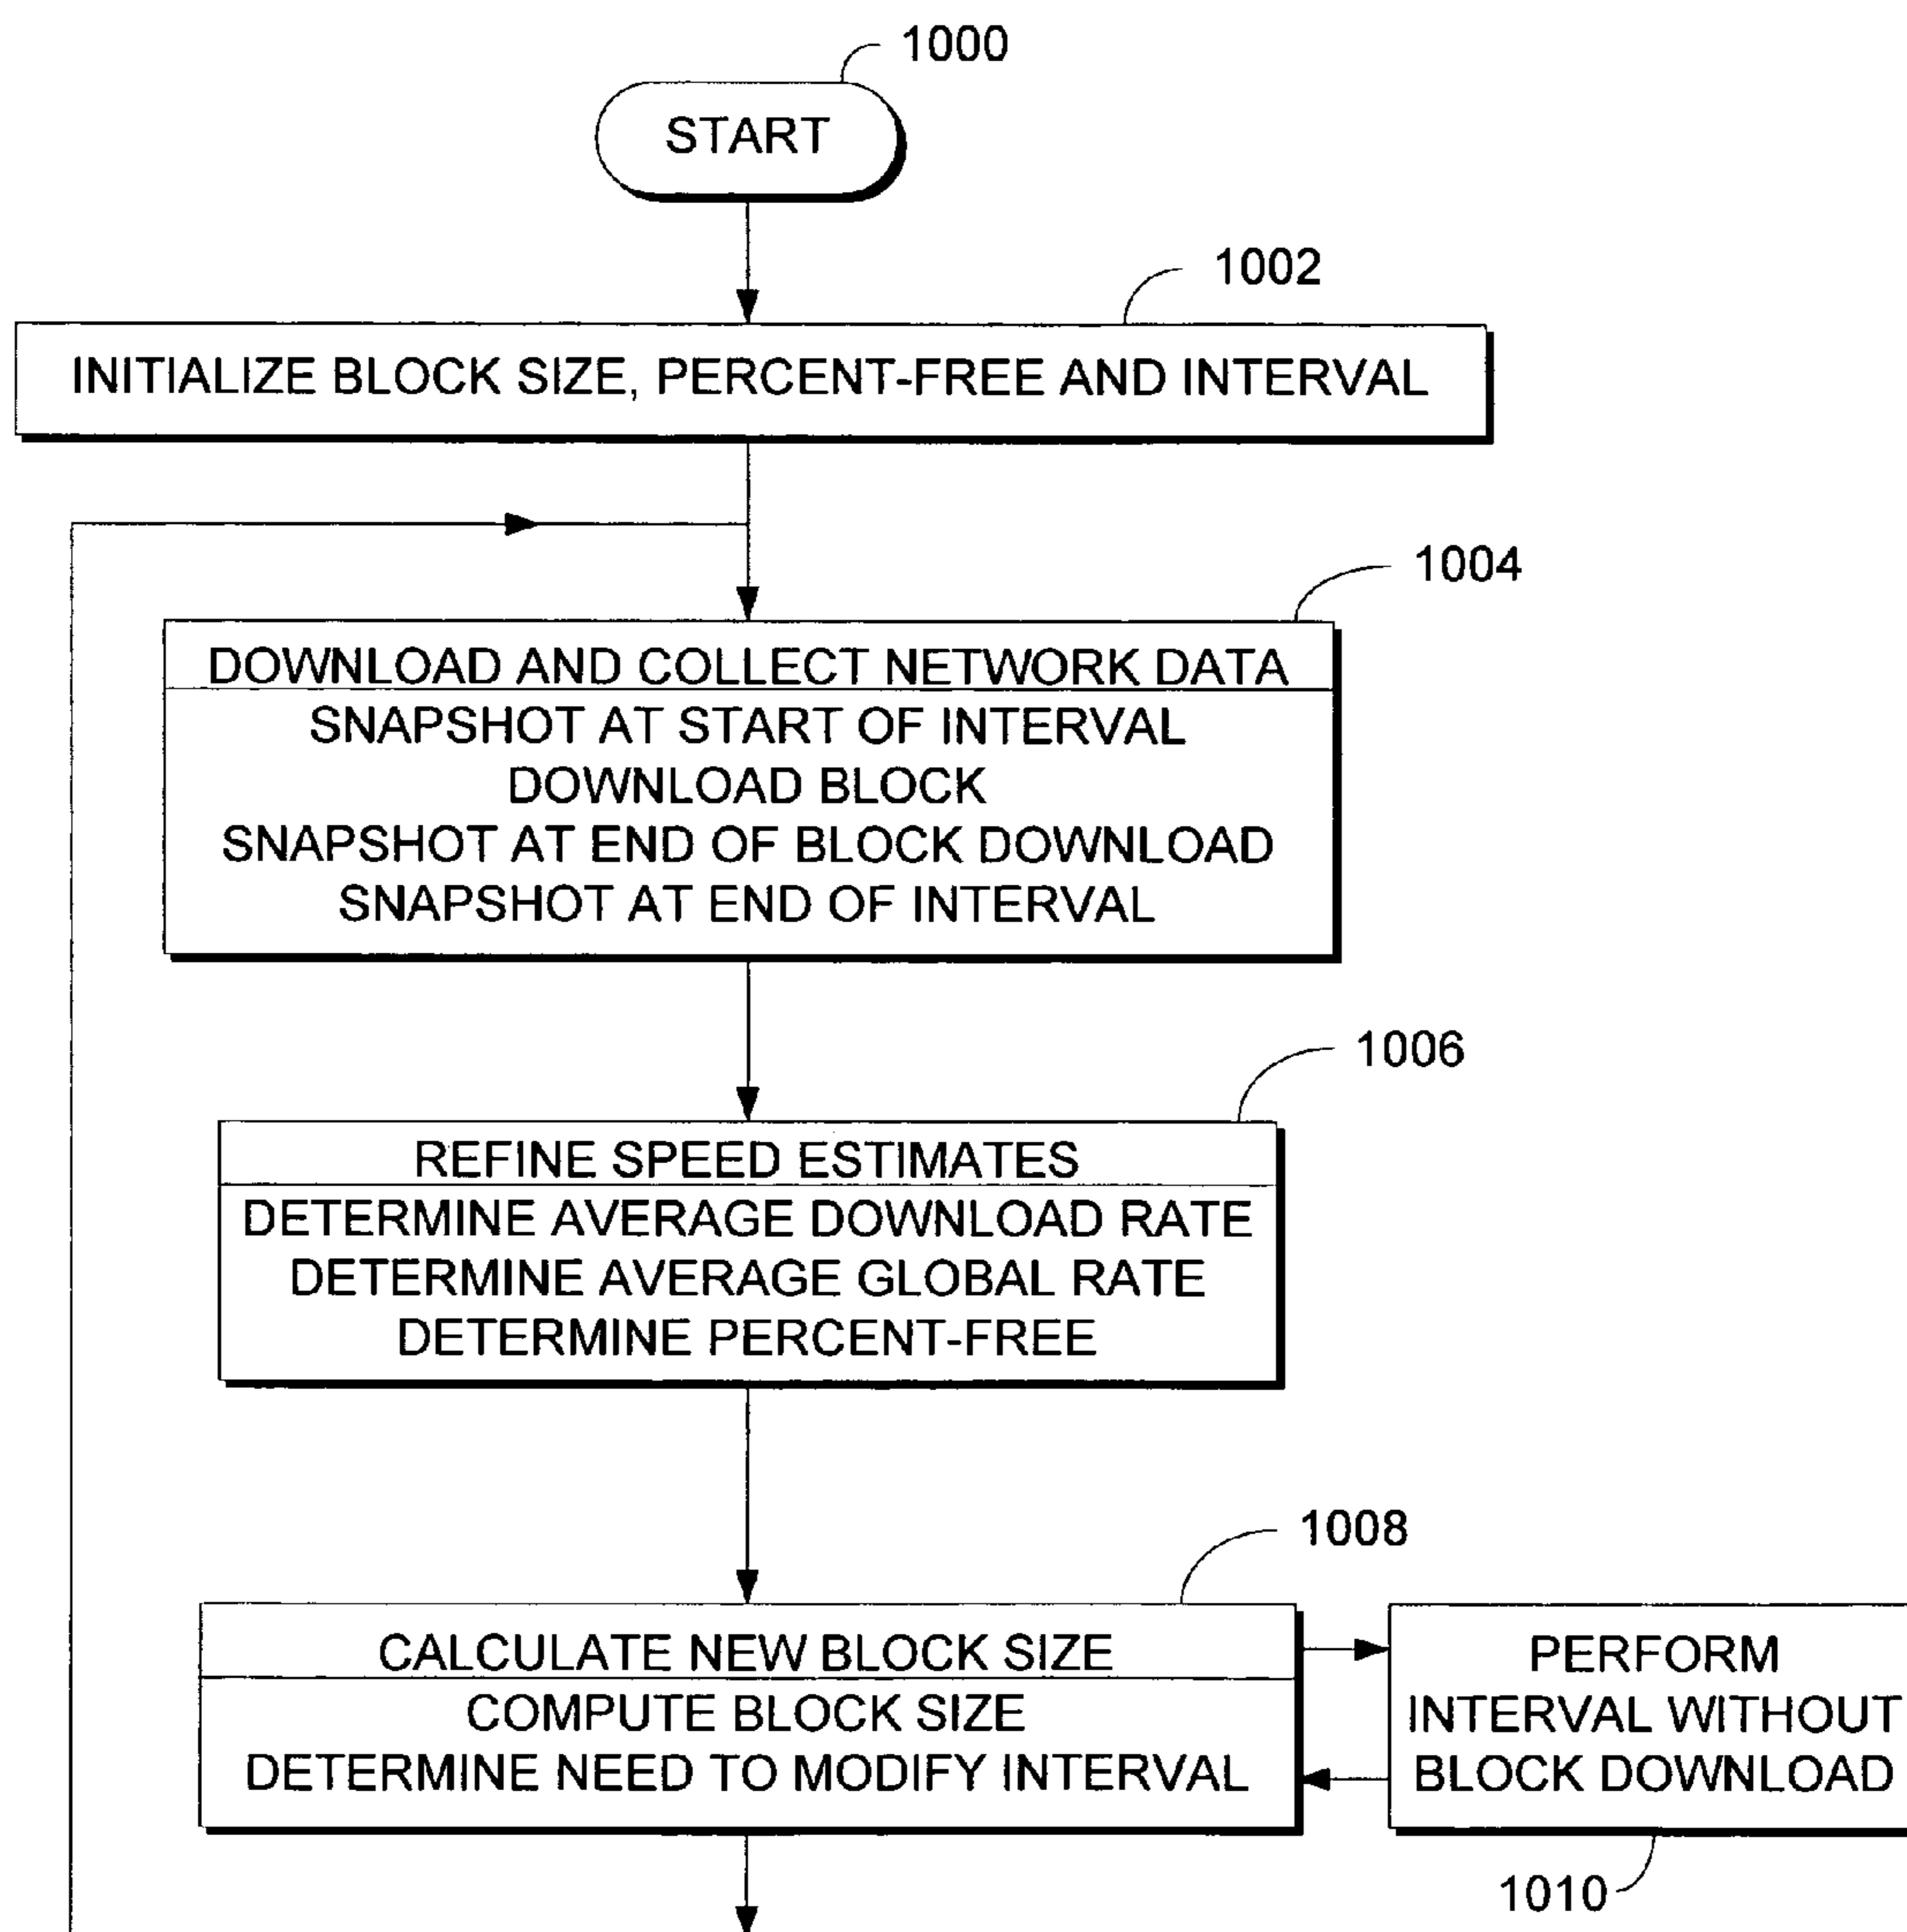 1000
START
1002
INITIALIZE BLOCK SIZE, PERCENT-FREE AND INTERVAL
1004
DOWNLOAD AND COLLECT NETWORK DATA
SNAPSHOT AT START OF INTERVAL
DOWNLOAD BLOCK
SNAPSHOT AT END OF BLOCK DOWNLOAD
SNAPSHOT AT END OF INTERVAL
1006
REFINE SPEED ESTIMATES
DETERMINE AVERAGE DOWNLOAD RATE
DETERMINE AVERAGE GLOBAL RATE
DETERMINE PERCENT-FREE
1008
CALCULATE NEW BLOCK SIZE
COMPUTE BLOCK SIZE
DETERMINE NEED TO MODIFY INTERVAL
PERFORM
INTERVAL WITHOUT
BLOCK DOWNLOAD
1010